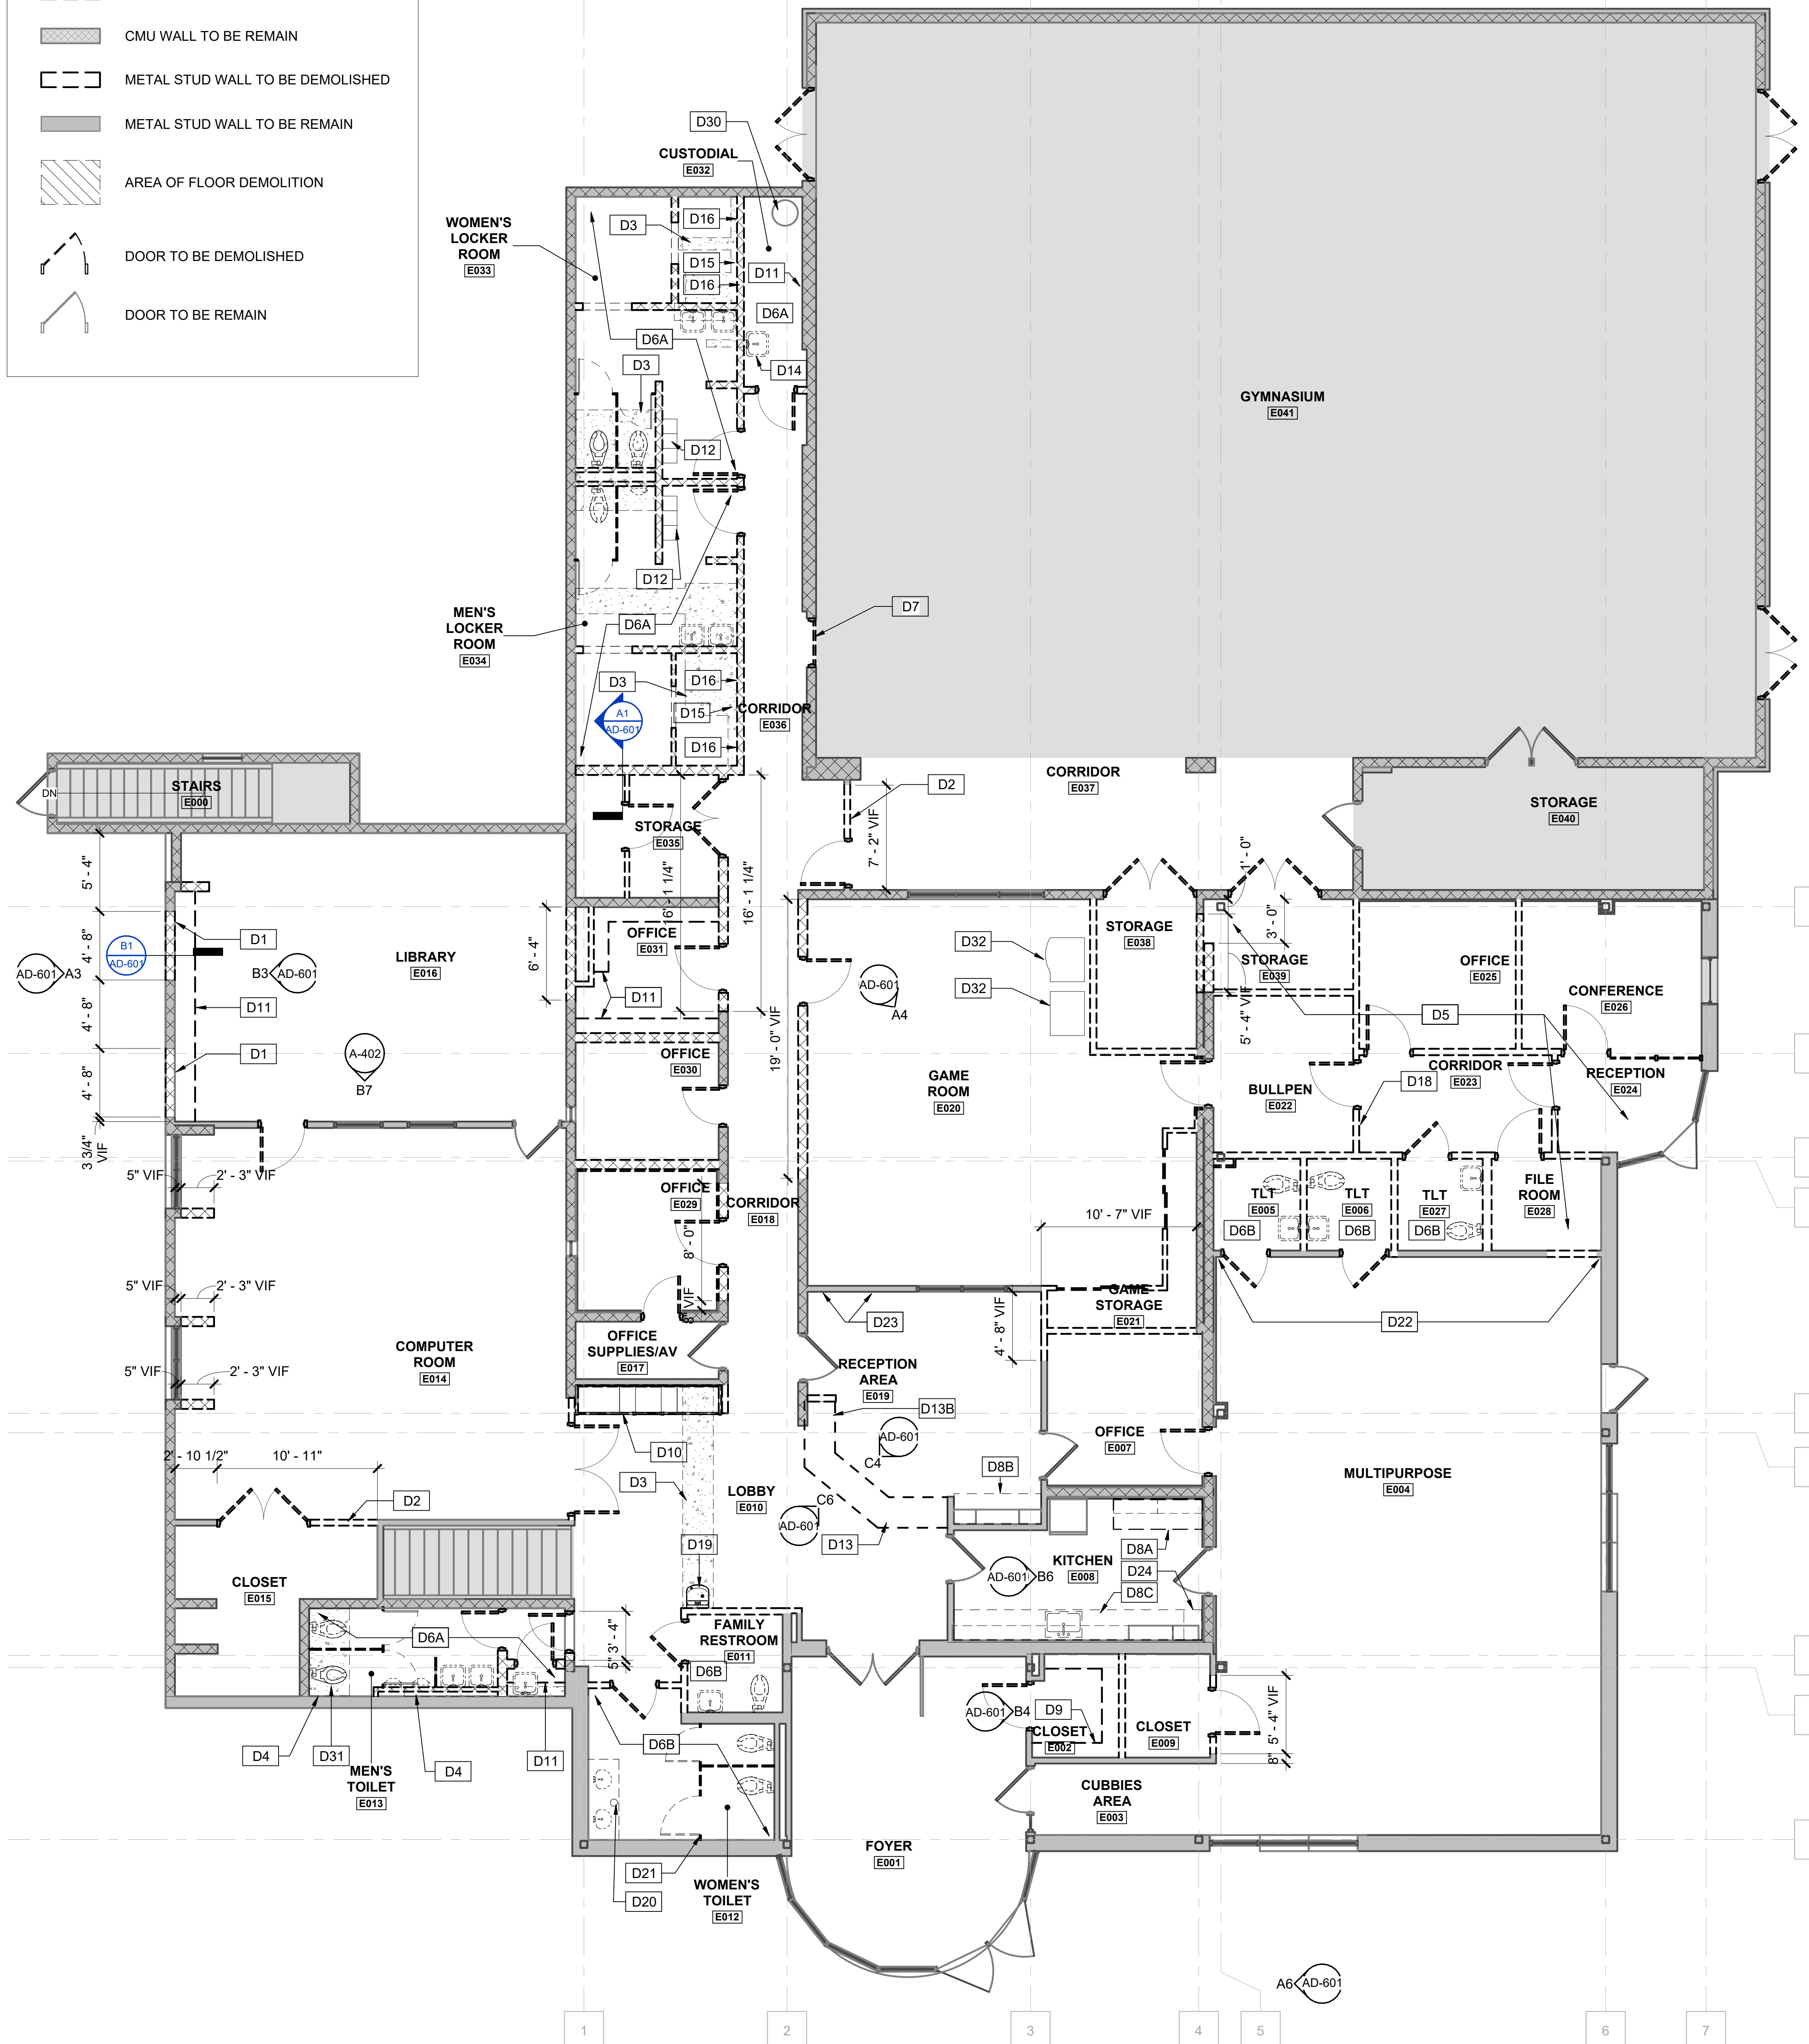 CMU WALL TO BE REMAIN
METAL STUD WALL TO BE DEMOLISHED
METAL STUD WALL TO BE REMAIN
AREA OF FLOOR DEMOLITION
DOOR TO BE DEMOLISHED
DOOR TO BE REMAIN
D30
CUSTODIAL
E032
WOMEN'S
LOCKER
ROOM
E033
D3
D16
D15
D16
D11
D6A
D6A
D3
D14
D12
GYMNASIUM
E041
D12
MEN'S
LOCKER
ROOM
E034
D6A
D7
D3
D16
A1
AD-601
D15
CORRIDOR
E036
D16
STAIRS
E000
DN
CORRIDOR
E037
D2
STORAGE
E040
STORAGE
E035
7' - 2" VIF
1' - 0"
5' - 4"
16' - 1 1/4"
16' - 1 1/4"
3' - 0"
4' - 8"
D1
B1
AD-601
6' - 4"
OFFICE
E031
STORAGE
E038
D32
LIBRARY
E016
AD-601
A3
B3
AD-601
STORAGE
E039
OFFICE
E025
CONFERENCE
E026
AD-601
A4
D32
D11
D11
D5
4' - 8"
5' - 4" VIF
19' - 0" VIF
D1
A-402
B7
OFFICE
E030
GAME
ROOM
E020
CORRIDOR
E023
D18
RECEPTION
E024
BULLPEN
E022
4' - 8"
3 3/4"
VIF
5" VIF
2' - 3" VIF
OFFICE
E029
CORRIDOR
E018
TLT
E005
TLT
E006
TLT
E027
FILE
ROOM
E028
D6B
D6B
D6B
10' - 7" VIF
8' - 0"
8" VIF
5" VIF
2' - 3" VIF
GAME
STORAGE
E021
D23
D22
4' - 8" VIF
OFFICE
SUPPLIES/AV
E017
COMPUTER
ROOM
E014
5" VIF
2' - 3" VIF
RECEPTION
AREA
E019
D13B
AD-601
C4
OFFICE
E007
D10
2' - 10 1/2"
10' - 11"
D8B
MULTIPURPOSE
E004
D3
D2
LOBBY
E010
C6
AD-601
D19
D13
D8A
KITCHEN
E008
D24
D8C
AD-601
B6
CLOSET
E015
3' - 4"
5"
D6A
FAMILY
RESTROOM
E011
D6B
AD-601
B4
D9
CLOSET
E002
CLOSET
E009
5' - 4" VIF
8"
D6B
D4
D31
D11
MEN'S
TOILET
E013
D4
CUBBIES
AREA
E003
FOYER
E001
D21
D20
WOMEN'S
TOILET
E012
A6
AD-601
1
2
3
4
5
6
7